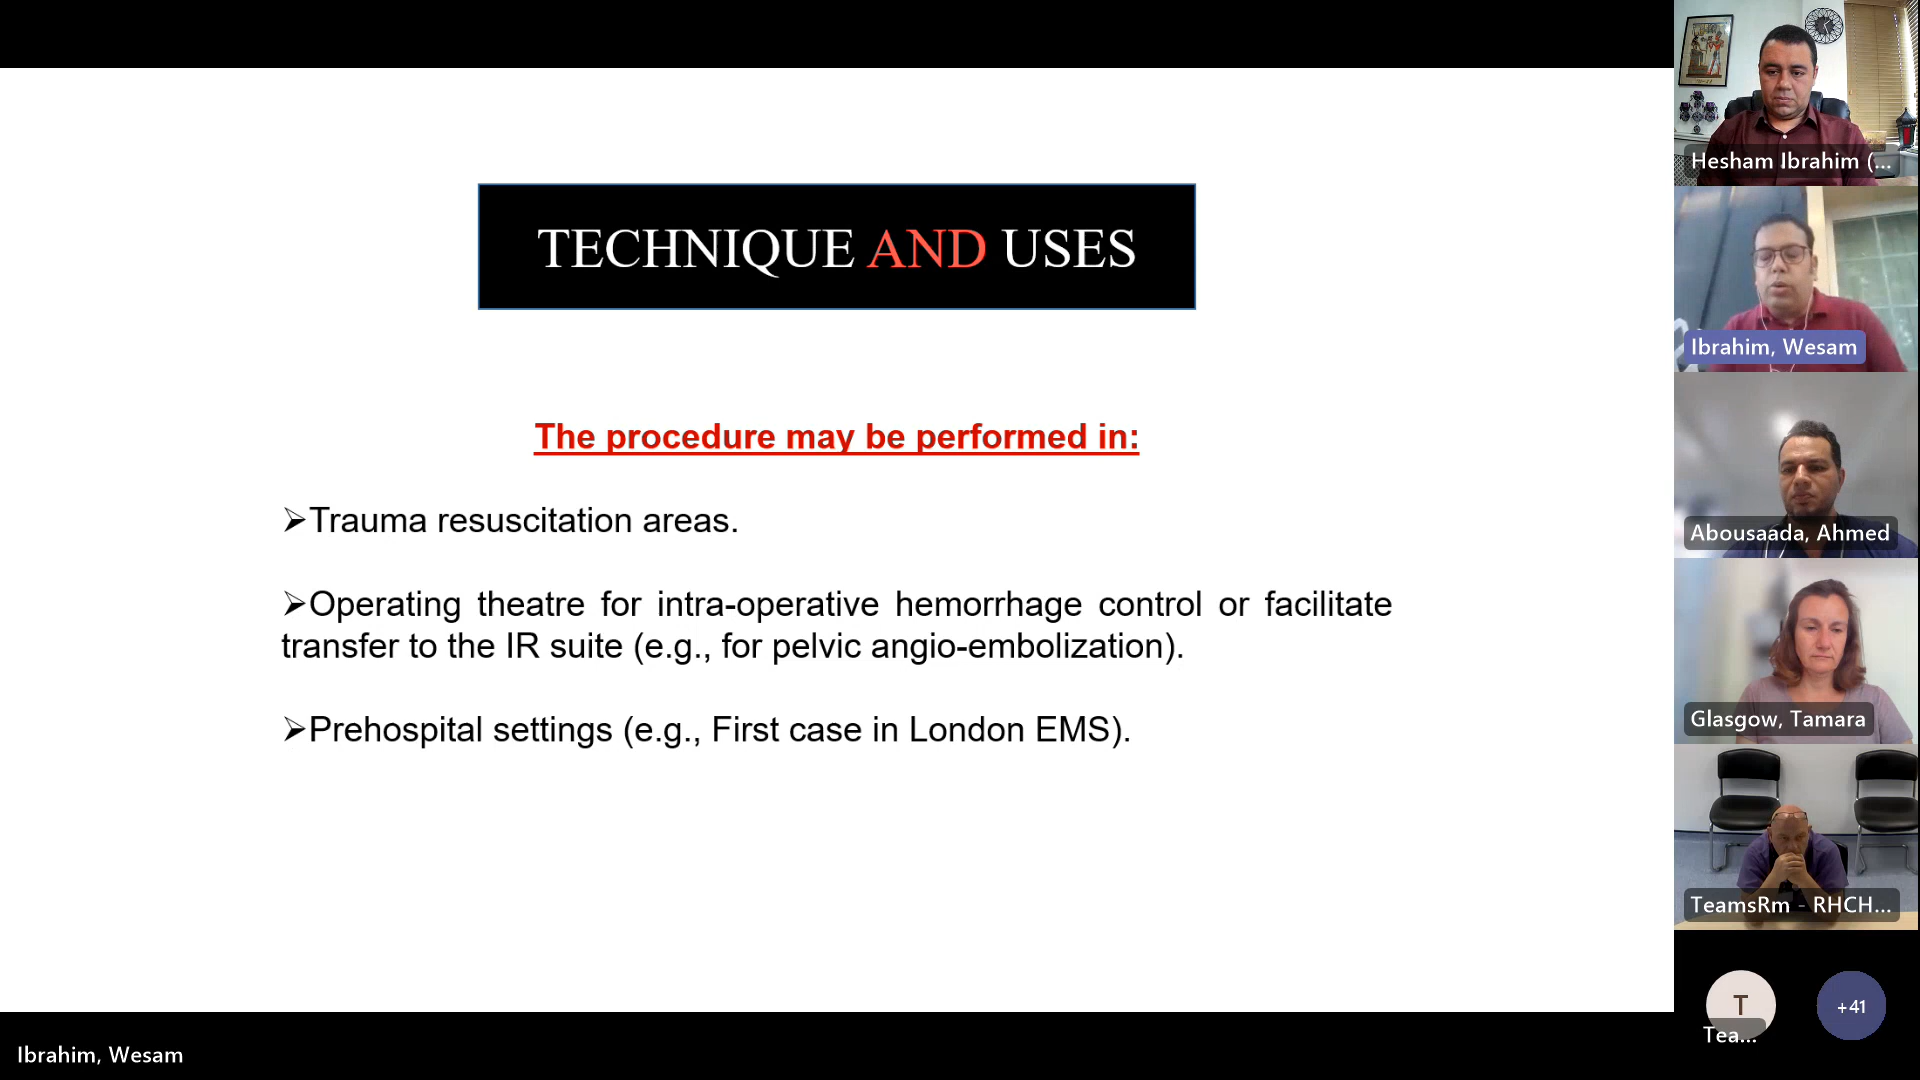 TECHNIQUE AND USES
The procedure may be performed in:
➢Trauma resuscitation areas.
➢Operating theatre for intra-operative hemorrhage control or facilitate
transfer to the IR suite (e.g., for pelvic angio-embolization).
➢Prehospital settings (e.g., First case in London EMS).
Hesham Ibrahim (...
Ibrahim, Wesam
Abousaada, Ahmed
Glasgow, Tamara
TeamsRm - RHCH...
T
Tea...
+41
Ibrahim, Wesam